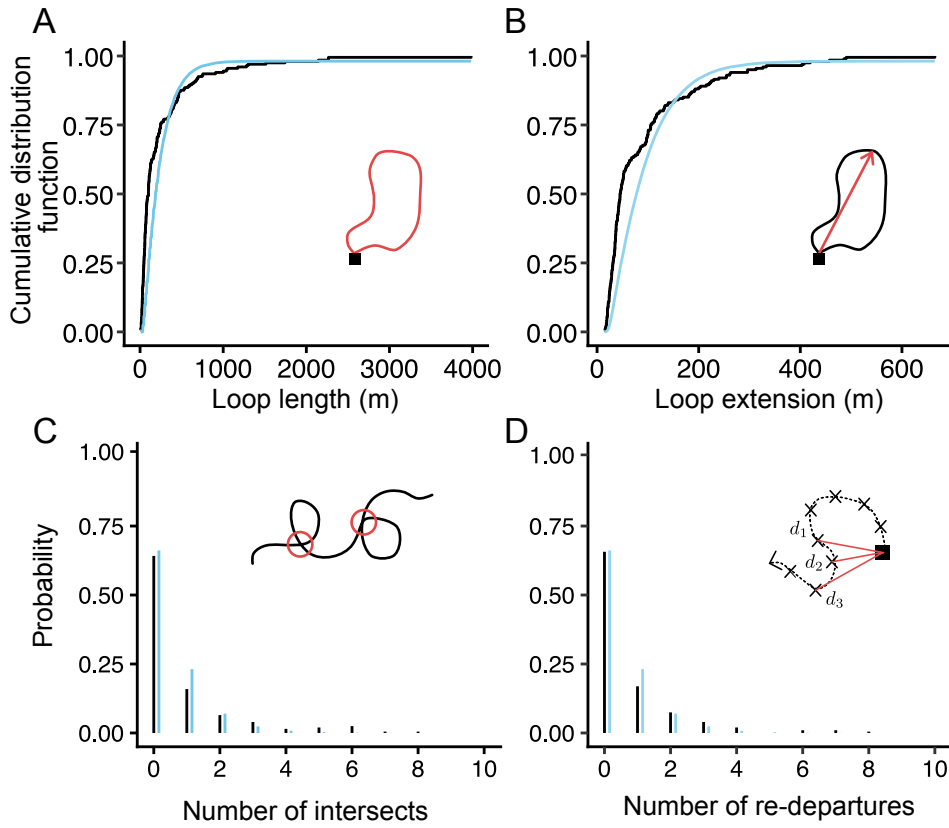 A
Cumulative distribution
function
1.00
0.75
0.50
0.25
0.00
0 1000 2000 3000 4000
Loop length (m)
B
1.00
0.75
0.50
0.25
0.00
0 200 400 600
Loop extension (m)
C
Probability
1.00
0.75
0.50
0.25
0.00
0 2 4 6 8 10
Number of intersects
D
1.00
0.75
0.50
0.25
0.00
d1
d2
d3
0 2 4 6 8 10
Number of re-departures